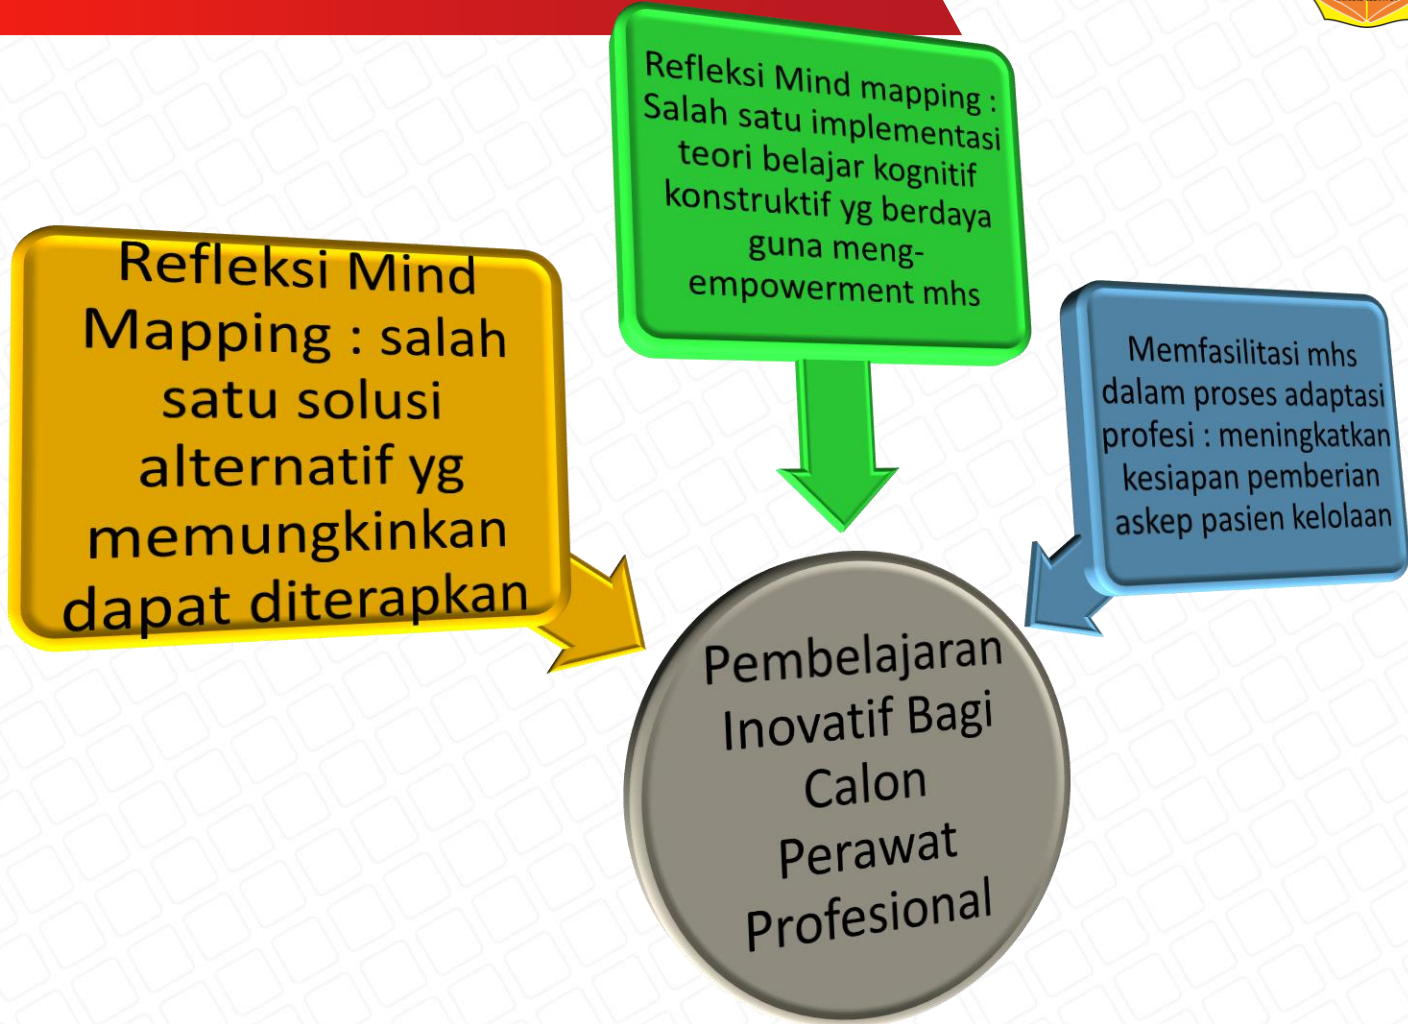 Refleksi Mind
Mapping : salah
satu solusi
alternatif yg
memungkinkan
dapat diterapkan
Refleksi Mind mapping :
Salah satu implementasi
teori belajar kognitif
konstruktif yg berdaya
guna meng-
empowerment mhs
Memfasilitasi mhs
dalam proses adaptasi
profesi : meningkatkan
kesiapan pemberian
askep pasien kelolaan
Pembelajaran
Inovatif Bagi
Calon
Perawat
Profesional